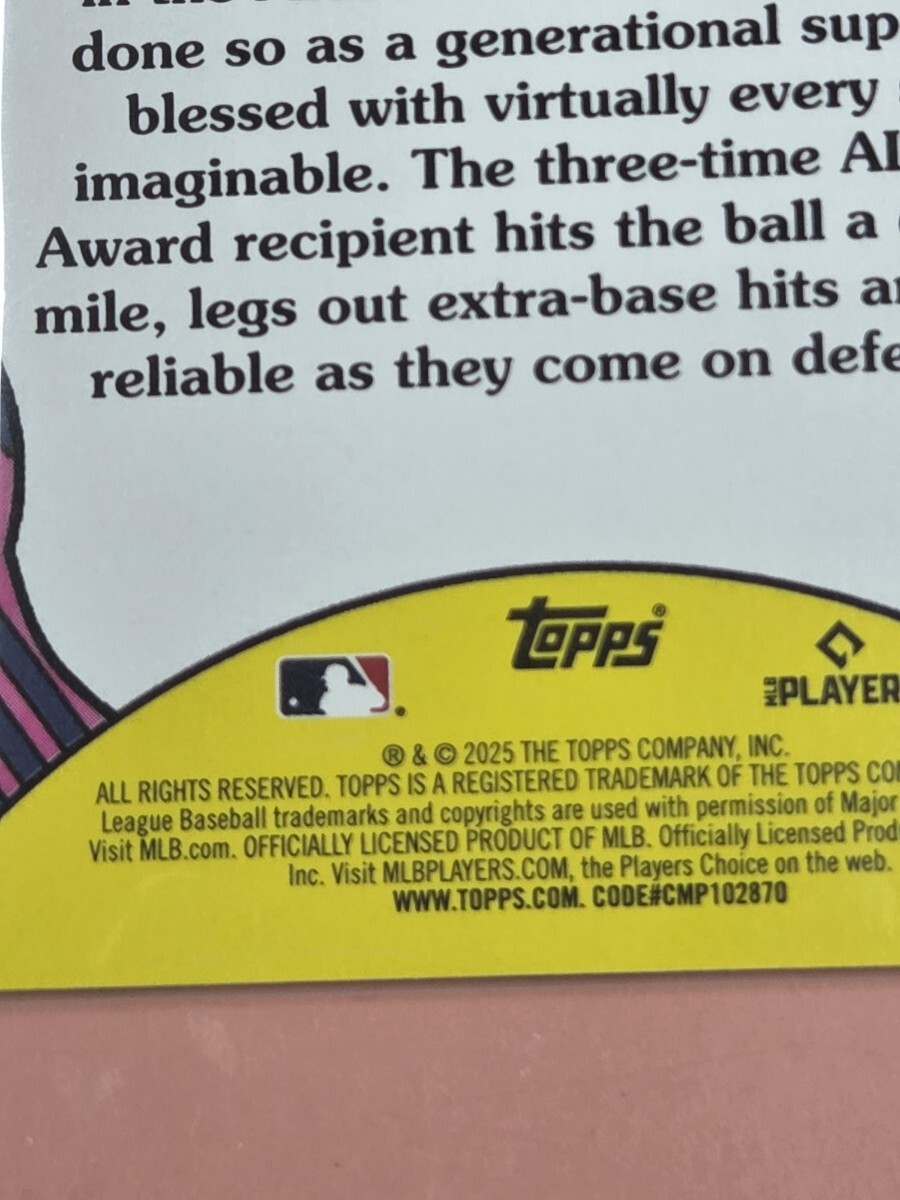 done so as a generational sup
blessed with virtually every
imaginable. The three-time AL
Award recipient hits the ball a
mile, legs out extra-base hits
reliable as they come on defe
TOPPS®
MLB PLAYER
® & © 2025 THE TOPPS COMPANY, INC.
ALL RIGHTS RESERVED. TOPPS IS A REGISTERED TRADEMARK OF THE TOPPS CO
League Baseball trademarks and copyrights are used with permission of Major
Visit MLB.com. OFFICIALLY LICENSED PRODUCT OF MLB. Officially Licensed Prod
Inc. Visit MLBPLAYERS.COM, the Players Choice on the web.
WWW.TOPPS.COM. CODE#CMP102870